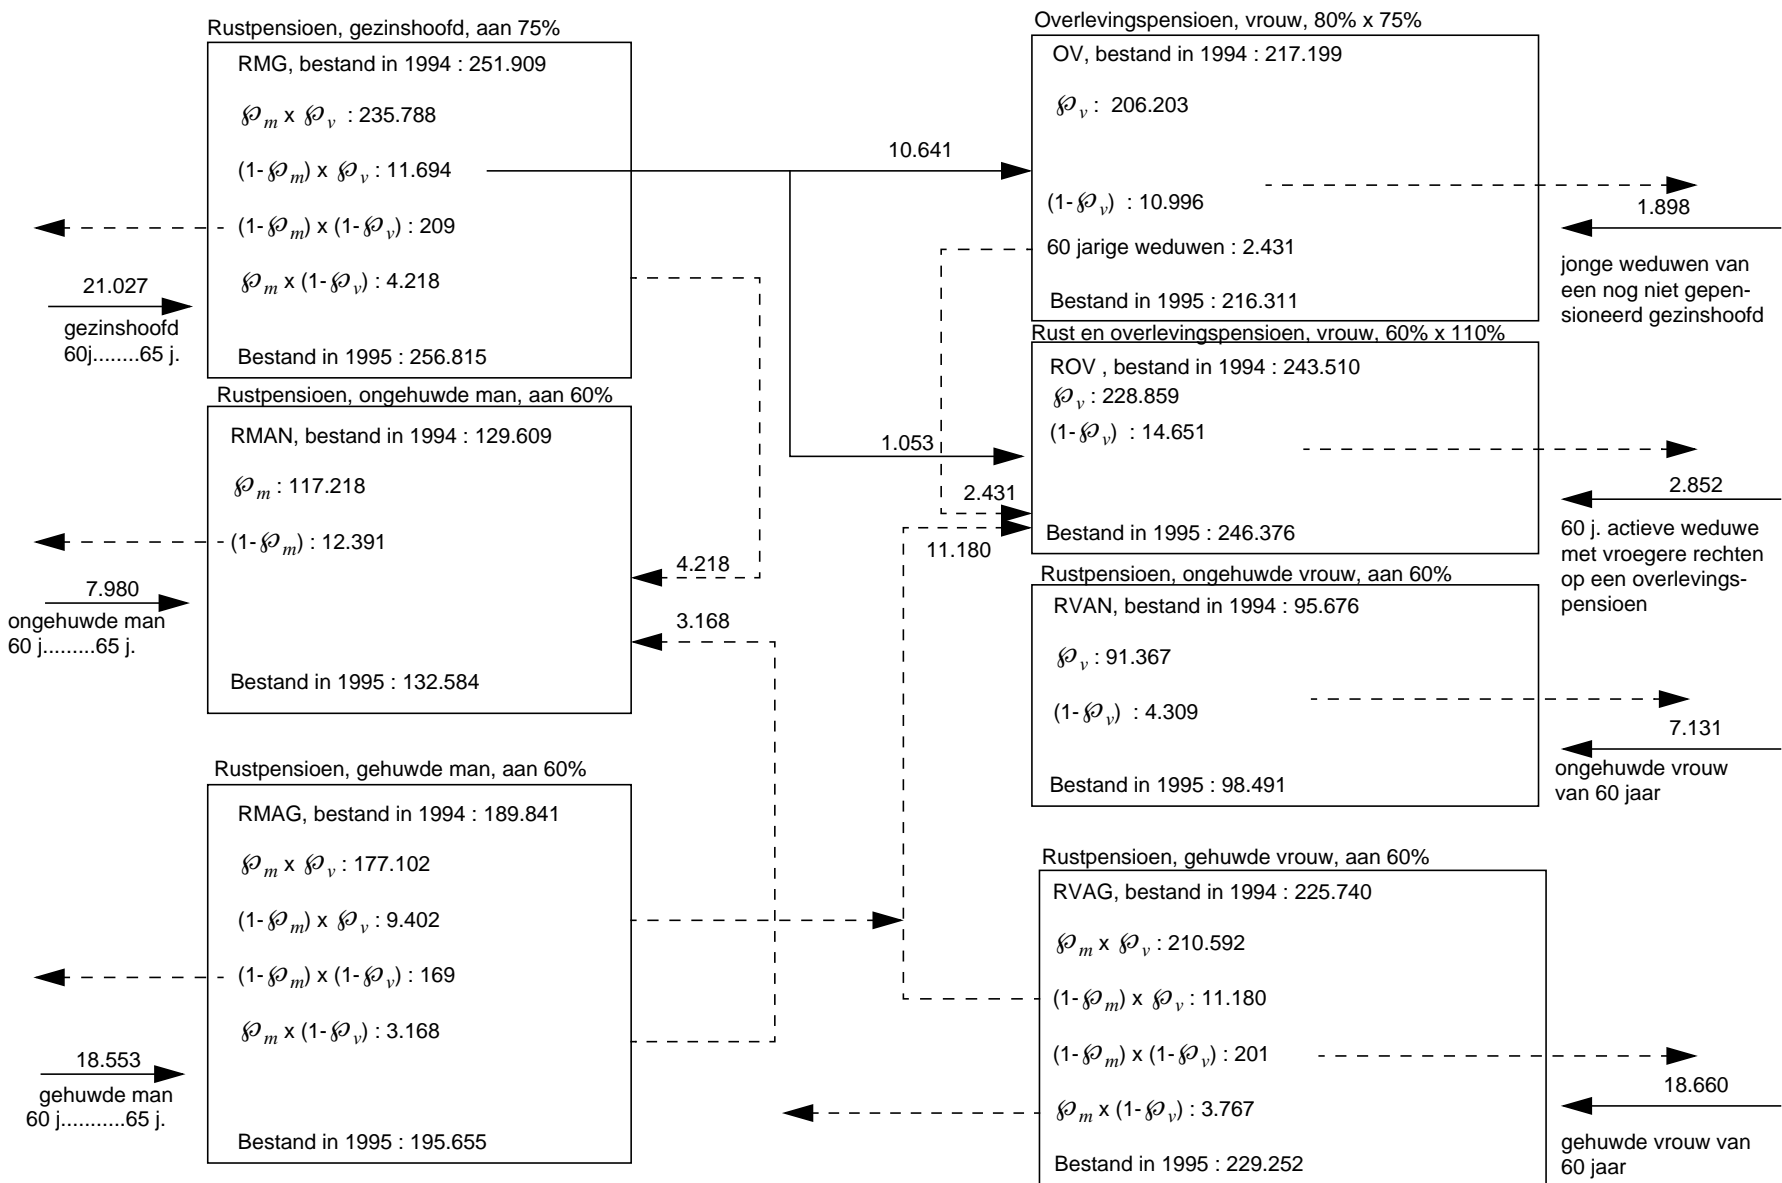 Rustpensioen, gezinshoofd, aan 75%
RMG, bestand in 1994 : 251.909
℘m x ℘v : 235.788
(1-℘m) x ℘v : 11.694
(1-℘m) x (1-℘v) : 209
℘m x (1-℘v) : 4.218
Bestand in 1995 : 256.815
21.027
gezinshoofd
60j........65 j.
Rustpensioen, ongehuwde man, aan 60%
RMAN, bestand in 1994 : 129.609
℘m : 117.218
(1-℘m) : 12.391
Bestand in 1995 : 132.584
7.980
ongehuwde man
60 j.........65 j.
Rustpensioen, gehuwde man, aan 60%
RMAG, bestand in 1994 : 189.841
℘m x ℘v : 177.102
(1-℘m) x ℘v : 9.402
(1-℘m) x (1-℘v) : 169
℘m x (1-℘v) : 3.168
Bestand in 1995 : 195.655
18.553
gehuwde man
60 j...........65 j.
10.641
1.053
2.431
11.180
4.218
3.168
Overlevingspensioen, vrouw, 80% x 75%
OV, bestand in 1994 : 217.199
℘v : 206.203
(1-℘v) : 10.996
60 jarige weduwen : 2.431
Bestand in 1995 : 216.311
1.898
jonge weduwen van
een nog niet gepen-
sioneerd gezinshoofd
Rust en overlevingspensioen, vrouw, 60% x 110%
ROV , bestand in 1994 : 243.510
℘v : 228.859
(1-℘v) : 14.651
Bestand in 1995 : 246.376
2.852
60 j. actieve weduwe
met vroegere rechten
op een overlevings-
pensioen
Rustpensioen, ongehuwde vrouw, aan 60%
RVAN, bestand in 1994 : 95.676
℘v : 91.367
(1-℘v) : 4.309
Bestand in 1995 : 98.491
7.131
ongehuwde vrouw
van 60 jaar
Rustpensioen, gehuwde vrouw, aan 60%
RVAG, bestand in 1994 : 225.740
℘m x ℘v : 210.592
(1-℘m) x ℘v : 11.180
(1-℘m) x (1-℘v) : 201
℘m x (1-℘v) : 3.767
Bestand in 1995 : 229.252
18.660
gehuwde vrouw van
60 jaar